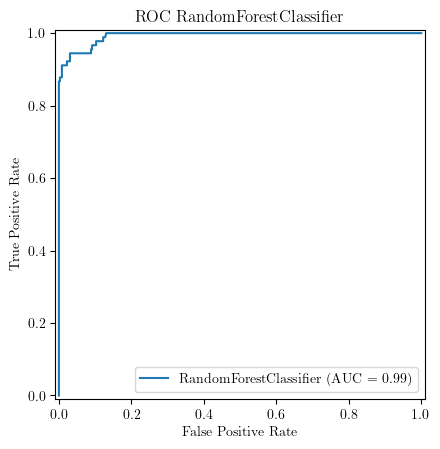 ROC RandomForestClassifier
1.0
0.8
0.6
0.4
0.2
0.0
True Positive Rate
RandomForestClassifier (AUC = 0.99)
0.0 0.2 0.4 0.6 0.8 1.0
False Positive Rate